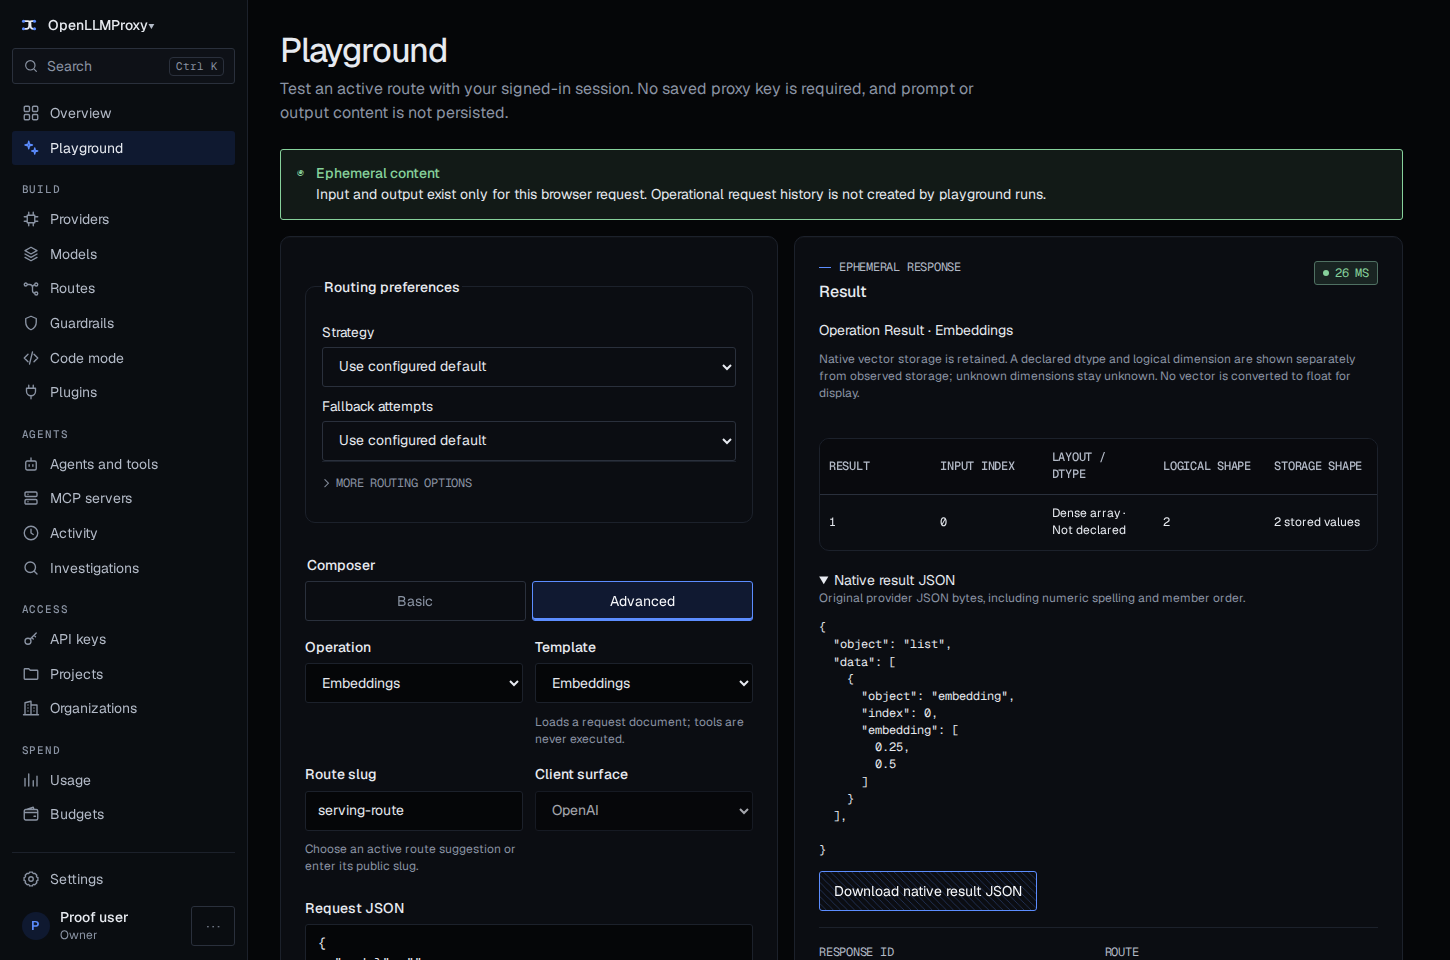 OpenLLMProxy
Search
Ctrl K
Overview
Playground
BUILD
Providers
Models
Routes
Guardrails
Code mode
Plugins
AGENTS
Agents and tools
MCP servers
Activity
Investigations
ACCESS
API keys
Projects
Organizations
SPEND
Usage
Budgets
Settings
P
Proof user
Owner
...
Playground
Test an active route with your signed-in session. No saved proxy key is required, and prompt or
output content is not persisted.
Ephemeral content
Input and output exist only for this browser request. Operational request history is not created by playground runs.
Routing preferences
Strategy
Use configured default
Fallback attempts
Use configured default
MORE ROUTING OPTIONS
Composer
Basic
Advanced
Operation
Template
Embeddings
Embeddings
Loads a request document; tools are
never executed.
Route slug
Client surface
serving-route
OpenAI
Choose an active route suggestion or
enter its public slug.
Request JSON
{
— EPHEMERAL RESPONSE
26 MS
Result
Operation Result · Embeddings
Native vector storage is retained. A declared dtype and logical dimension are shown separately
from observed storage; unknown dimensions stay unknown. No vector is converted to float for
display.
RESULT
INPUT INDEX
LAYOUT /
DTYPE
LOGICAL SHAPE
STORAGE SHAPE
1
0
Dense array ·
Not declared
2
2 stored values
Native result JSON
Original provider JSON bytes, including numeric spelling and member order.
{
"object": "list",
"data": [
{
"object": "embedding",
"index": 0,
"embedding": [
0.25,
0.5
]
}
],
}
Download native result JSON
RESPONSE ID
ROUTE